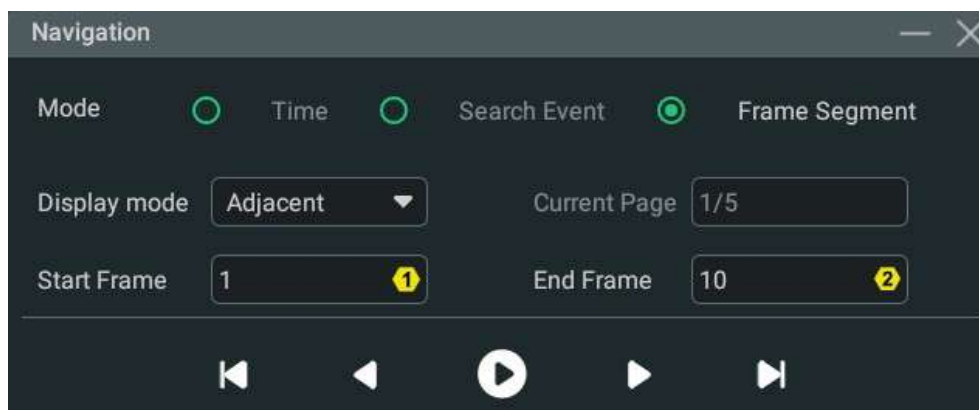 Navigation
Mode Time Search Event Frame Segment
Display mode Adjacent Current Page 1/5
Start Frame 1 1 End Frame 10 2